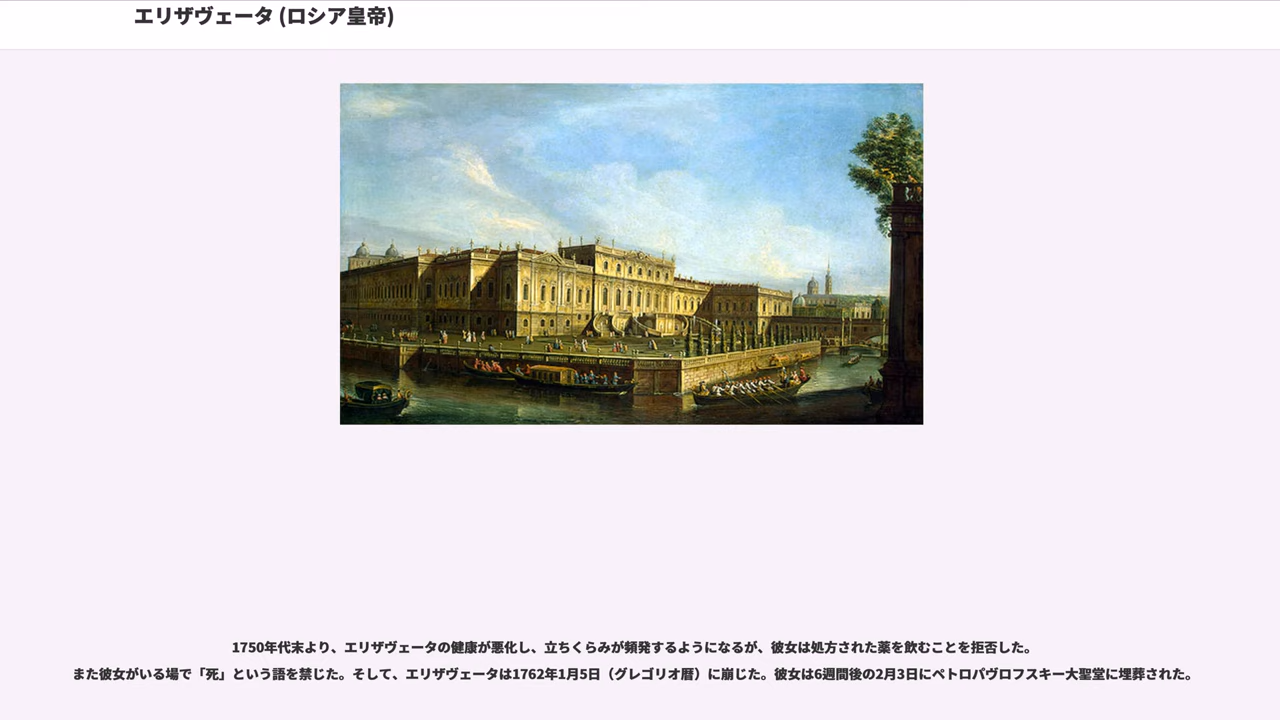 エリザヴェータ (ロシア皇帝)
1750年代末より、エリザヴェータの健康が悪化し、立ちくらみが頻発するようになるが、彼女は処方された薬を飲むことを拒否した。
また彼女がいる場で「死」という語を禁じた。そして、エリザヴェータは1762年1月5日（グレゴリオ暦）に崩じた。彼女は6週間後の2月3日にペトロパヴロフスキー大聖堂に埋葬された。